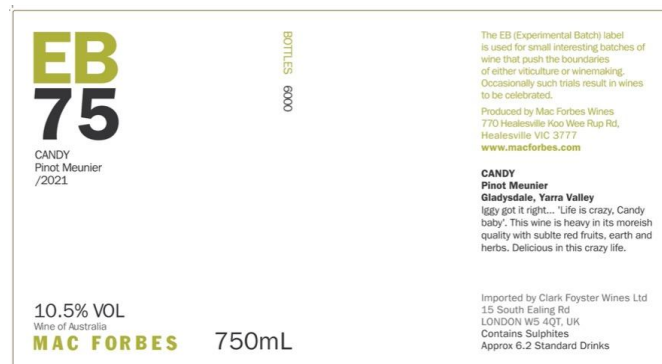 EB
75
CANDY
Pinot Meunier
/2021
10.5% VOL
Wine of Australia
MAC FORBES
750mL
BOTTLES 6000
The EB (Experimental Batch) label
is used for small interesting batches of
wine that push the boundaries
of either viticulture or winemaking.
Occasionally such trials result in wines
to be celebrated.
Produced by Mac Forbes Wines
770 Healesville Koo Wee Rup Rd,
Healesville VIC 3777
www.macforbes.com
CANDY
Pinot Meunier
Gladysdale, Yarra Valley
Iggy got it right... 'Life is crazy, Candy
baby'. This wine is heavy in its moreish
quality with sublte red fruits, earth and
herbs. Delicious in this crazy life.
Imported by Clark Foyster Wines Ltd
15 South Ealing Rd
LONDON W5 4QT, UK
Contains Sulphites
Approx 6.2 Standard Drinks